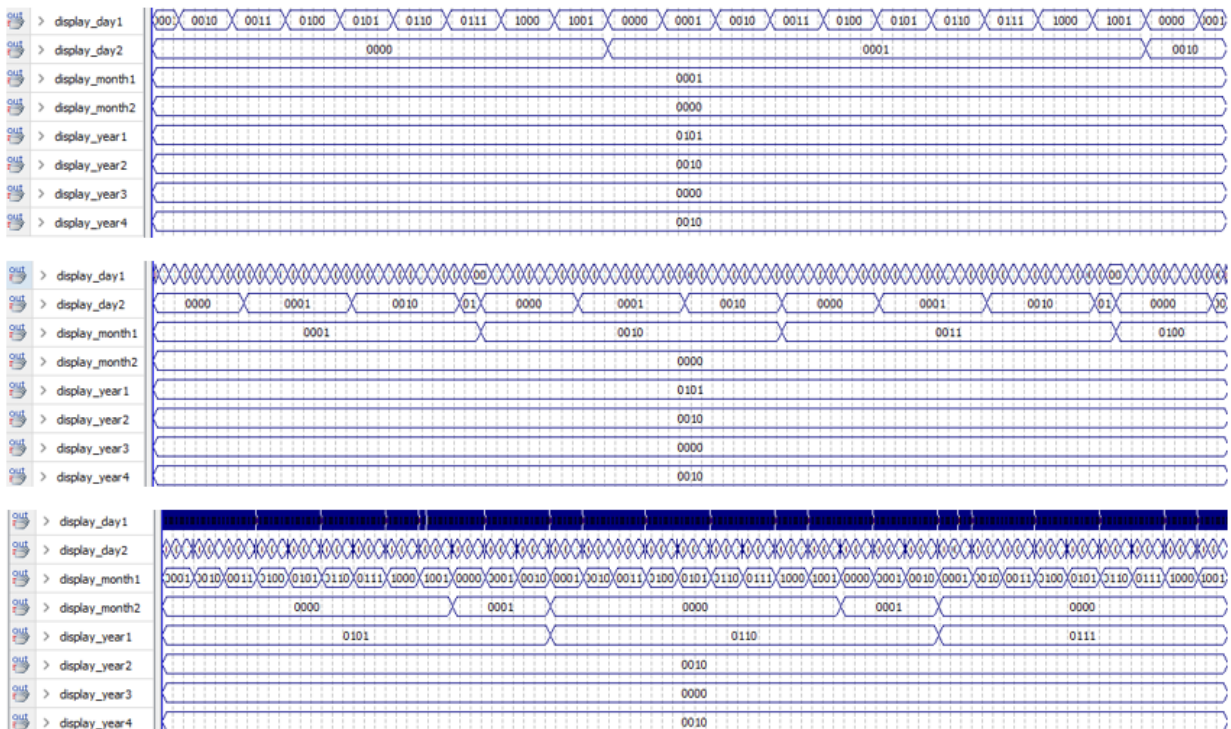 display_day1 0010 0011 0100 0101 0110 0111 1000 1001 0000 0001 0010 0011 0100 0101 0110 0111 1000 1001 0000
display_day2 0000 0001 0010
display_month1 0001
display_month2 0000
display_year1 0101
display_year2 0010
display_year3 0000
display_year4 0010
display_day1 00 00
display_day2 0000 0001 0010 01 0000 0001 0010 0000 0001 0010 01 0000
display_month1 0001 0010 0011 0100
display_month2 0000
display_year1 0101
display_year2 0010
display_year3 0000
display_year4 0010
display_day1
display_day2
display_month1 0001 0010 0011 0100 0101 0110 0111 1000 1001 0000 0001 0010 0001 0010 0011 0100 0101 0110 0111 1000 1001 0000 0001 0010 0001 0010 0011 0100 0101 0110 0111 1000 1001
display_month2 0000 0001 0000 0001 0000
display_year1 0101 0110 0111
display_year2 0010
display_year3 0000
display_year4 0010